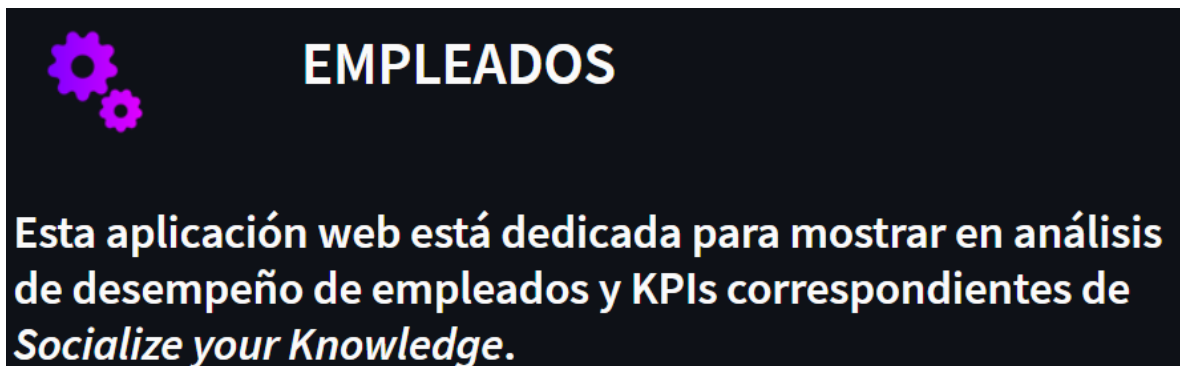 EMPLEADOS
Esta aplicación web está dedicada para mostrar en análisis
de desempeño de empleados y KPIs correspondientes de
Socialize your Knowledge.